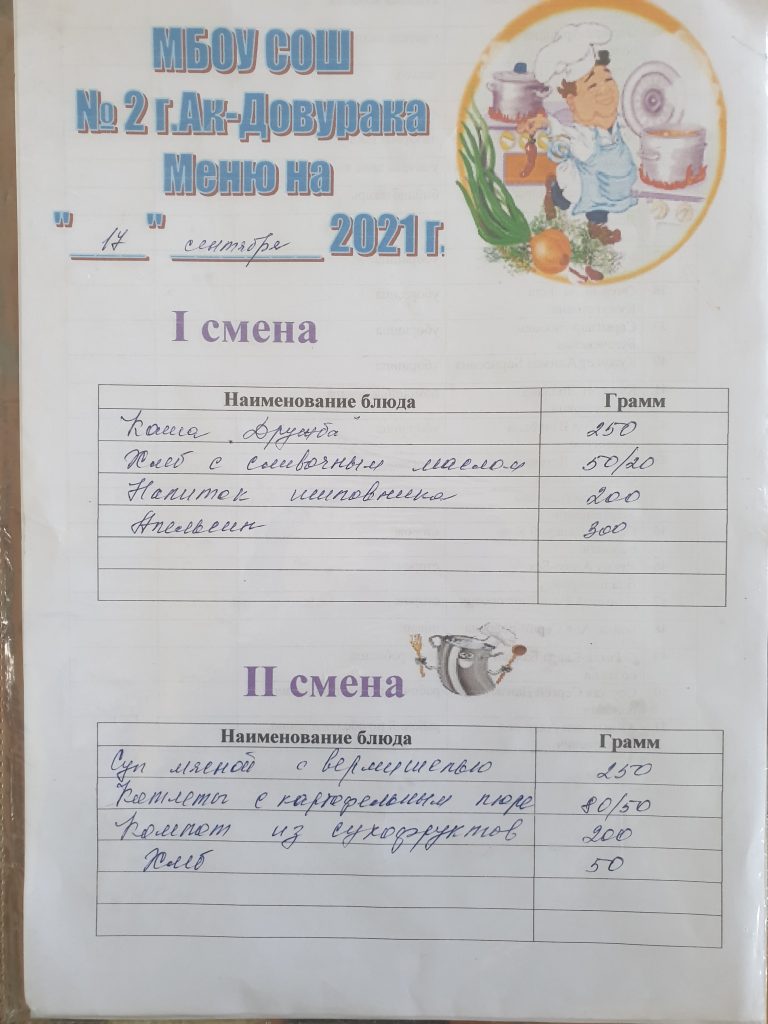 МБОУ СОШ
№ 2 г.Ак-Довурака
Меню на
"17" сентября 2021 г.
I смена
Наименование блюда Грамм
Каша "Дружба" 250
Хлеб с сливочным маслом 50/20
Напиток шиповника 200
Апельсин 300
II смена
Наименование блюда Грамм
Суп мясной с вермишелью 250
Котлеты с картофельным пюре 80/50
Компот из сухофруктов 200
Хлеб 50